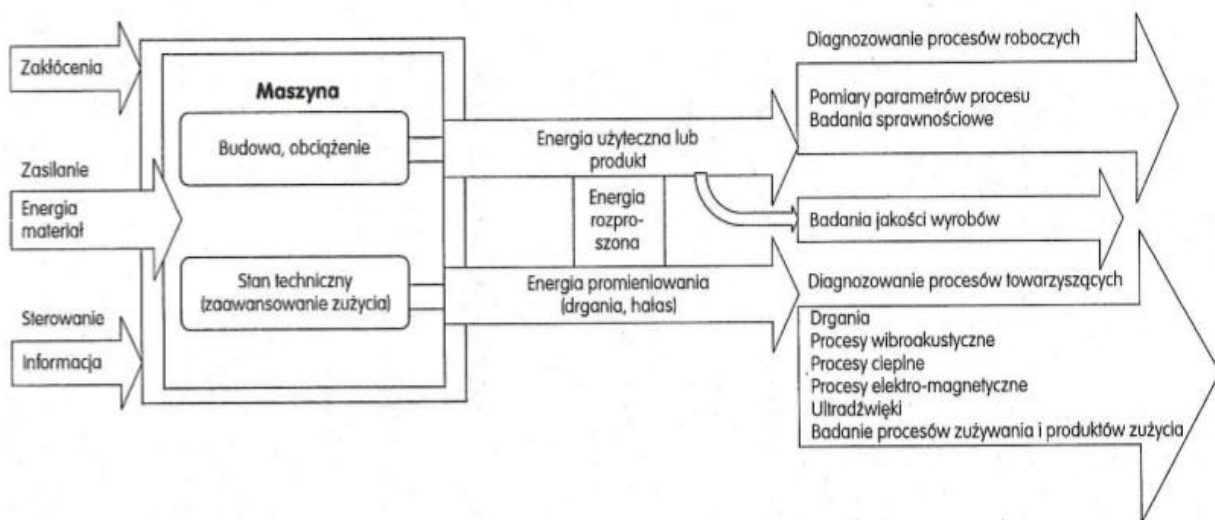 Zakłócenia
Zasilanie
Energia
materiał
Sterowanie
Informacja
Maszyna
Budowa, obciążenie
Stan techniczny
(zaawansowanie zużycia)
Energia użyteczna lub
produkt
Energia
rozpro-
szona
Energia promieniowania
(drgania, hałas)
Diagnozowanie procesów roboczych
Pomiary parametrów procesu
Badania sprawnościowe
Badania jakości wyrobów
Diagnozowanie procesów towarzyszących
Drgania
Procesy wibroakustyczne
Procesy cieplne
Procesy elektro-magnetyczne
Ultradźwięki
Badanie procesów zużywania i produktów zużycia